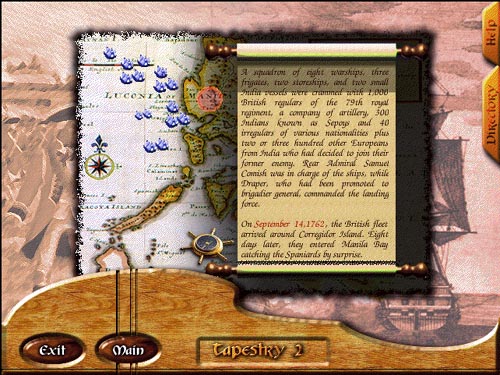 Help
Directory
LUCONIA
A squadron of eight warships, three
frigates, two storeships, and two small
India vessels were crammed with 1,000
British regulars of the 79th royal
regiment, a company of artillery, 300
Indians known as Sepoys and 40
irregulars of various nationalities plus
two or three hundred other Europeans
from India who had decided to join their
former enemy. Rear Admiral Samuel
Cornish was in charge of the ships, while
Draper, who had been promoted to
brigadier general, commanded the landing
force.
On September 14,1762, the British fleet
arrived around Corregidor Island. Eight
days later, they entered Manila Bay
catching the Spaniards by surprise.
Exit
Main
Tapestry 2